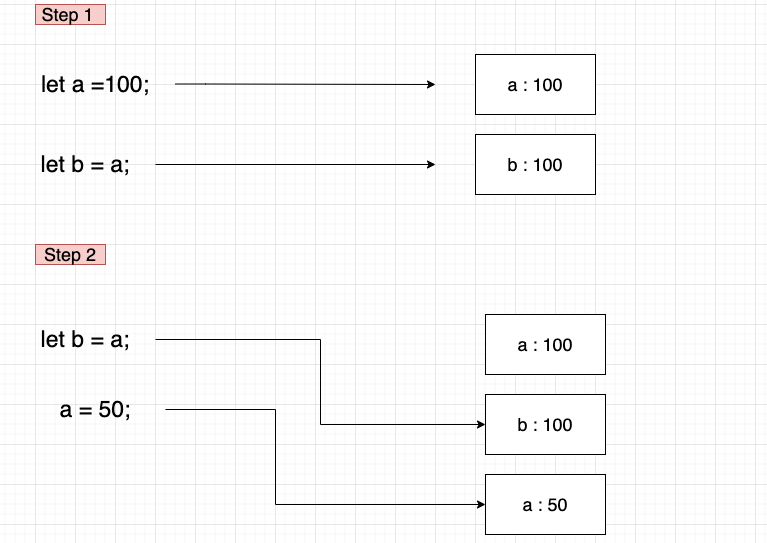 Step 1
let a =100;
a : 100
let b = a;
b : 100
Step 2
let b = a;
a : 100
a = 50;
b : 100
a : 50